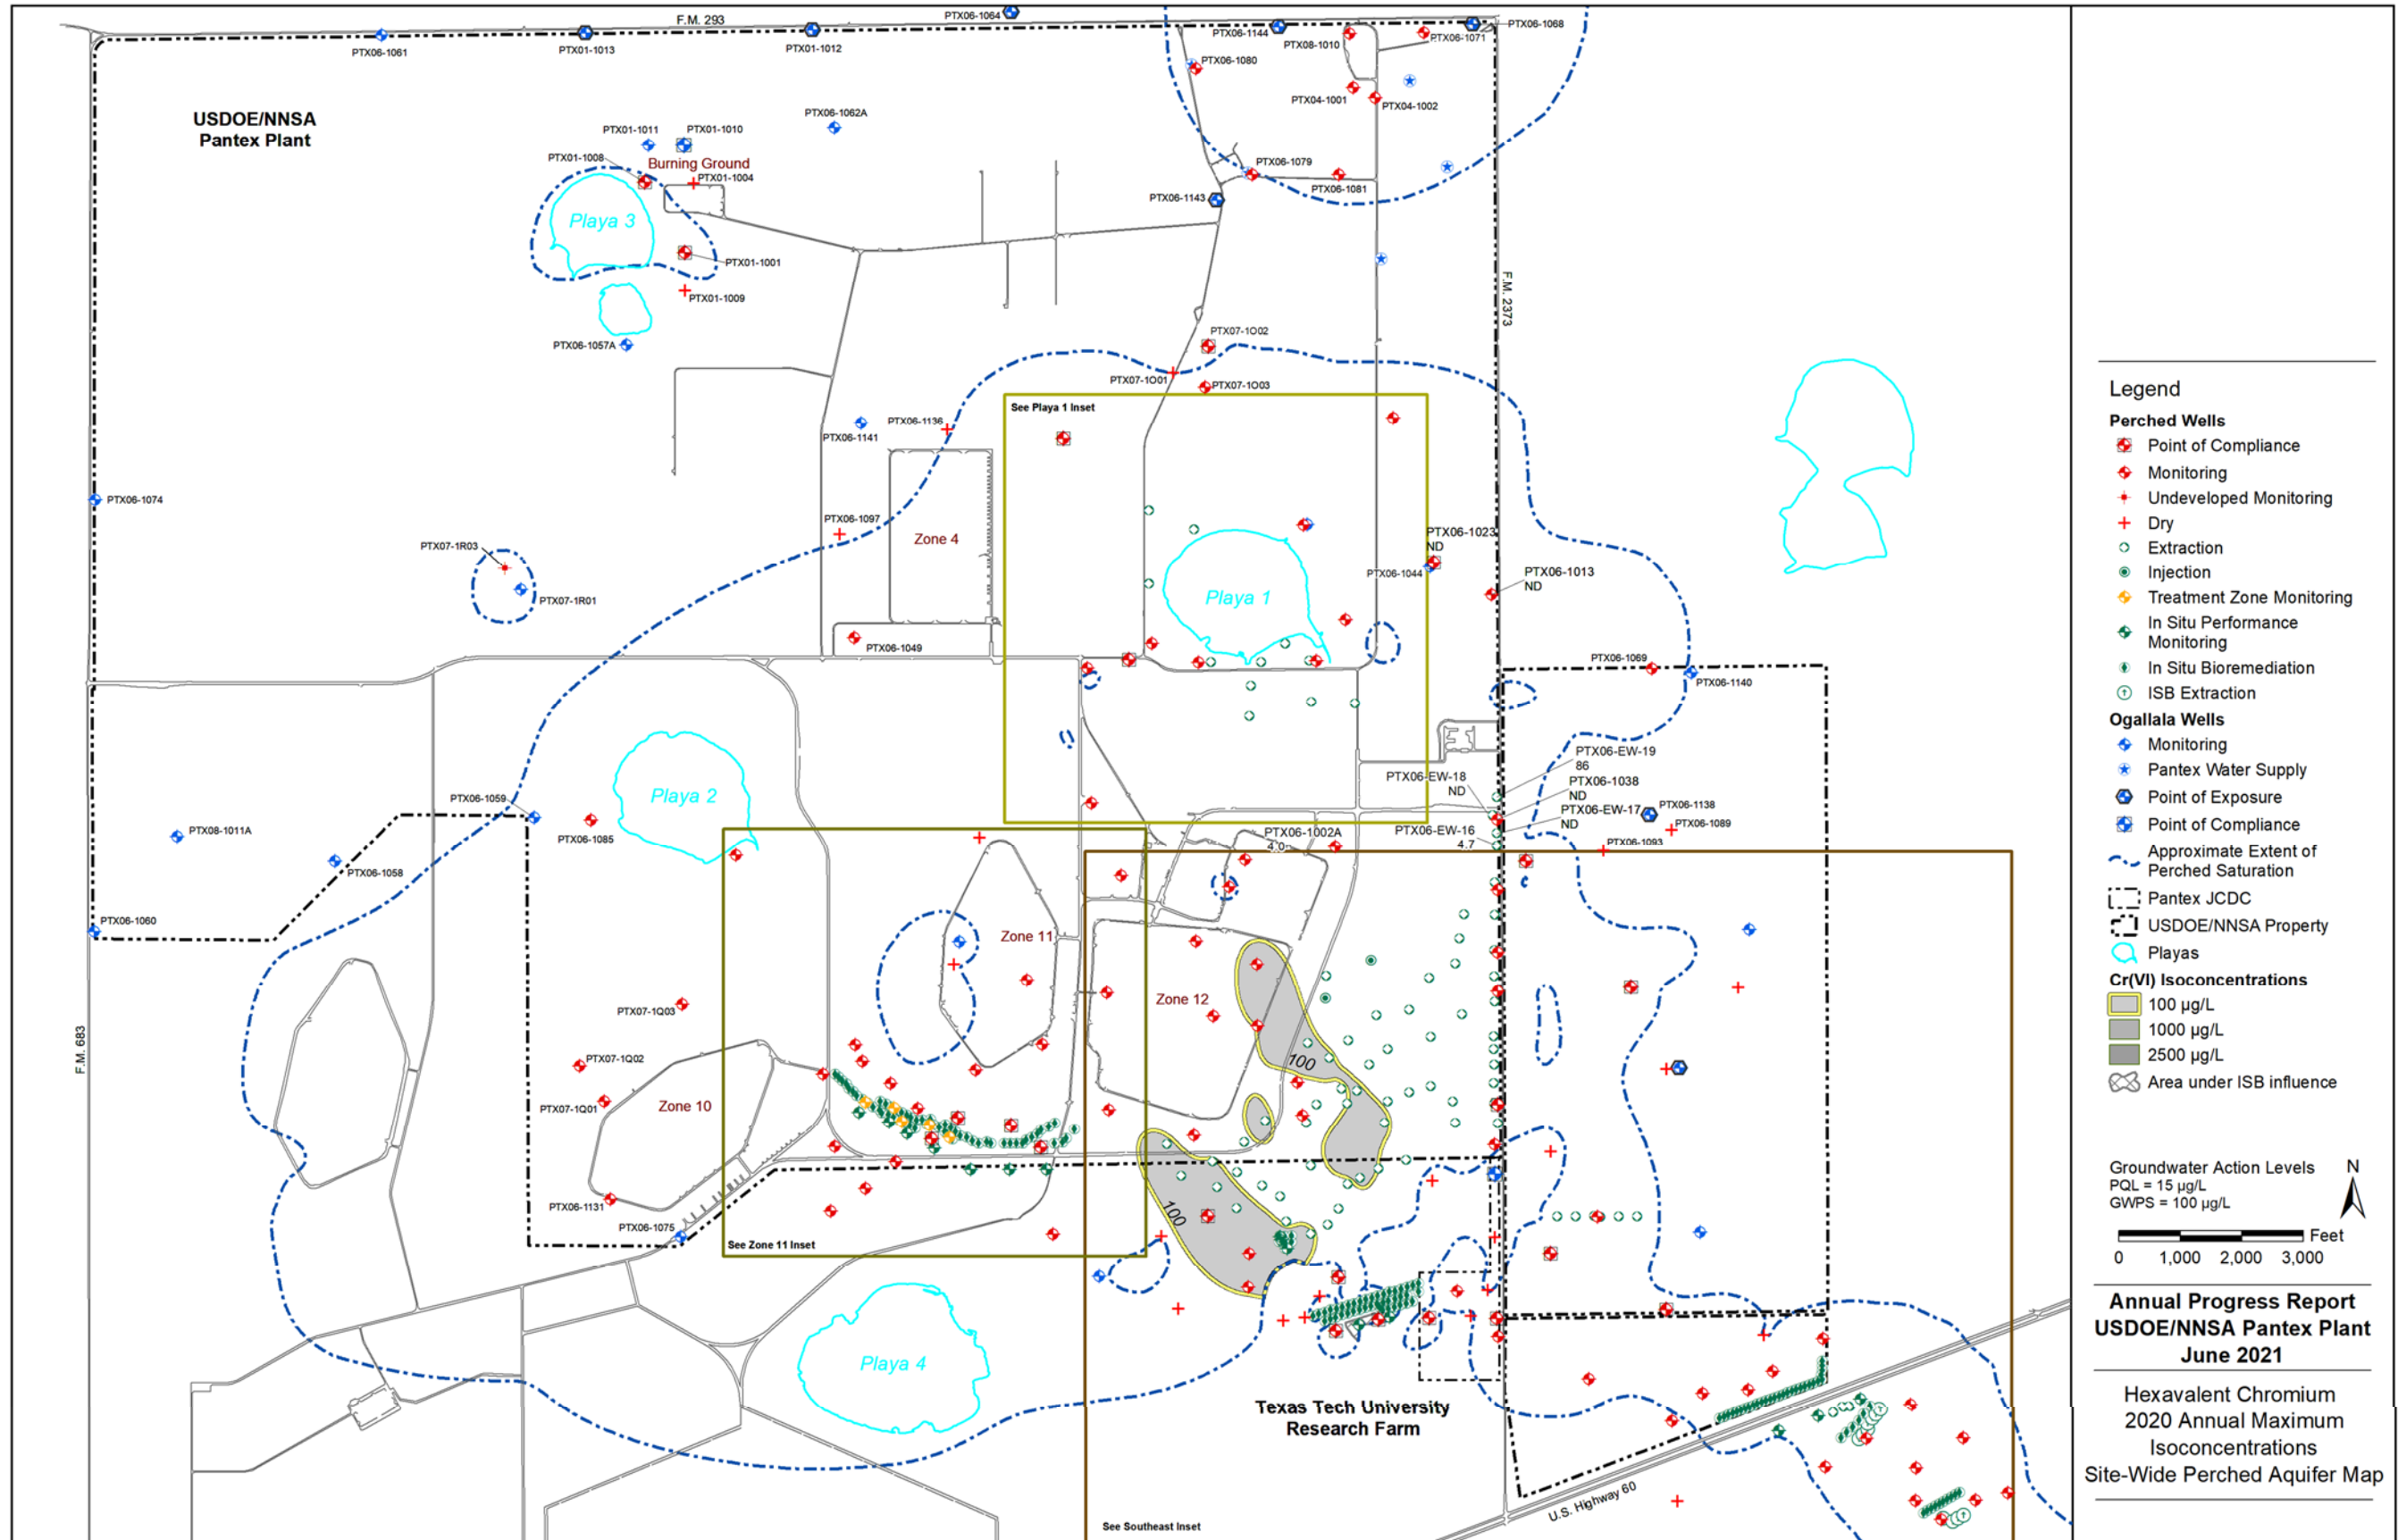 F.M. 293
PTX06-1064
PTX06-1061
PTX01-1013
PTX01-1012
PTX06-1144
PTX08-1010
PTX06-1071
PTX06-1068
PTX06-1080
PTX04-1001
PTX04-1002
USDOE/NNSA
Pantex Plant
PTX06-1062A
PTX01-1011
PTX01-1010
PTX01-1008
Burning Ground
PTX01-1004
PTX06-1079
PTX06-1081
PTX06-1143
Playa 3
PTX01-1001
PTX01-1009
PTX06-1057A
F.M. 2373
PTX07-1O02
PTX07-1O01
PTX07-1O03
See Playa 1 Inset
PTX06-1136
PTX06-1141
PTX06-1074
PTX06-1097
Zone 4
PTX06-1023
ND
PTX06-1044
PTX06-1013
ND
PTX07-1R03
PTX07-1R01
Playa 1
PTX06-1049
PTX06-1069
PTX06-1140
Playa 2
PTX06-EW-19
86
PTX06-EW-18
ND
PTX06-1038
ND
PTX06-EW-17
ND
PTX06-1138
PTX06-1089
PTX06-1059
PTX06-1085
PTX08-1011A
PTX06-1058
PTX06-1002A
4.0
PTX06-EW-16
4.7
PTX06-1093
PTX06-1060
Zone 11
Zone 12
PTX07-1Q03
F.M. 683
PTX07-1Q02
PTX07-1Q01
Zone 10
100
100
PTX06-1131
PTX06-1075
See Zone 11 Inset
Playa 4
Texas Tech University
Research Farm
U.S. Highway 60
See Southeast Inset
Legend
Perched Wells
Point of Compliance
Monitoring
Undeveloped Monitoring
Dry
Extraction
Injection
Treatment Zone Monitoring
In Situ Performance
Monitoring
In Situ Bioremediation
ISB Extraction
Ogallala Wells
Monitoring
Pantex Water Supply
Point of Exposure
Point of Compliance
Approximate Extent of
Perched Saturation
Pantex JCDC
USDOE/NNSA Property
Playas
Cr(VI) Isoconcentrations
100 µg/L
1000 µg/L
2500 µg/L
Area under ISB influence
Groundwater Action Levels
PQL = 15 µg/L
GWPS = 100 µg/L
N
Feet
0 1,000 2,000 3,000
Annual Progress Report
USDOE/NNSA Pantex Plant
June 2021
Hexavalent Chromium
2020 Annual Maximum
Isoconcentrations
Site-Wide Perched Aquifer Map